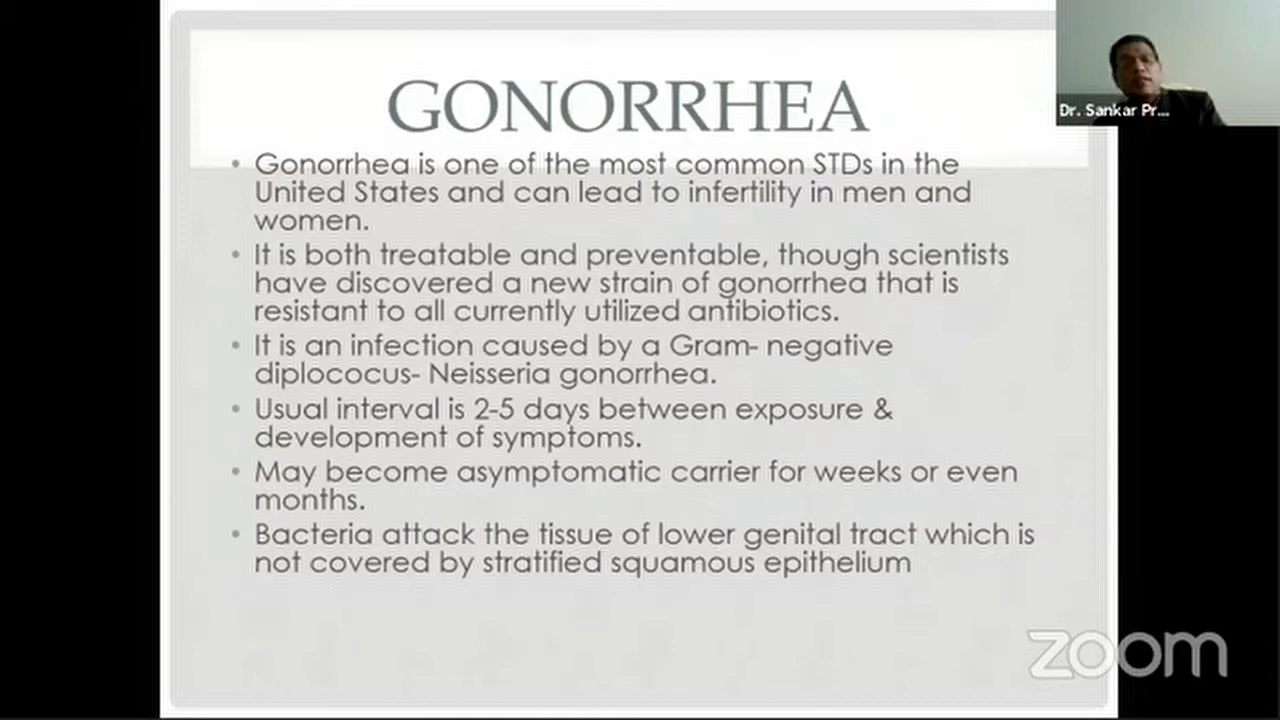 GONORRHEA
Dr. Sankar Pr...
• Gonorrhea is one of the most common STDs in the
United States and can lead to infertility in men and
women.
• It is both treatable and preventable, though scientists
have discovered a new strain of gonorrhea that is
resistant to all currently utilized antibiotics.
• It is an infection caused by a Gram- negative
diplococus- Neisseria gonorrhea.
• Usual interval is 2-5 days between exposure &
development of symptoms.
• May become asymptomatic carrier for weeks or even
months.
• Bacteria attack the tissue of lower genital tract which is
not covered by stratified squamous epithelium
zoom